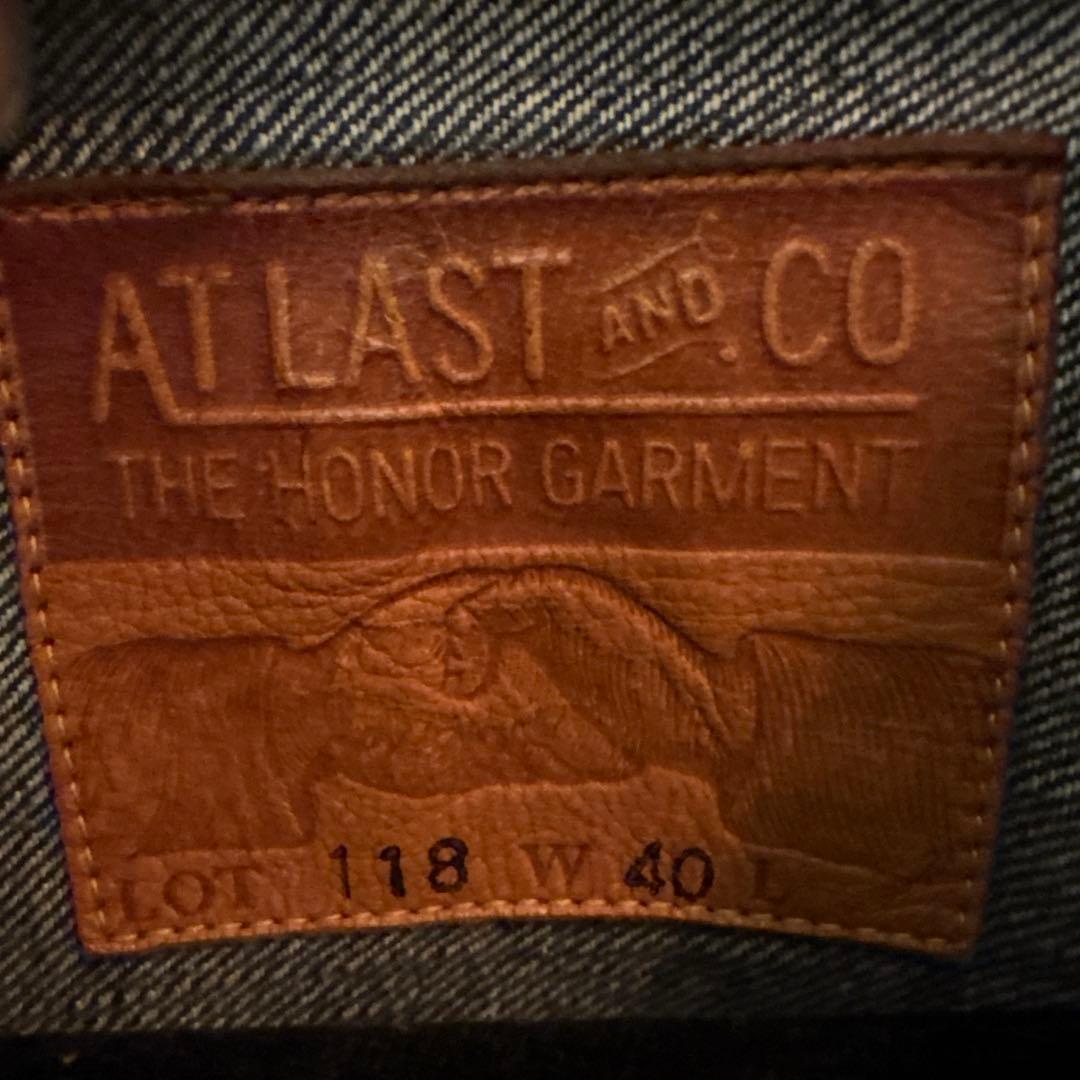 AT LAST AND . CO
THE HONOR GARMENT
LOT 118 W 40 L